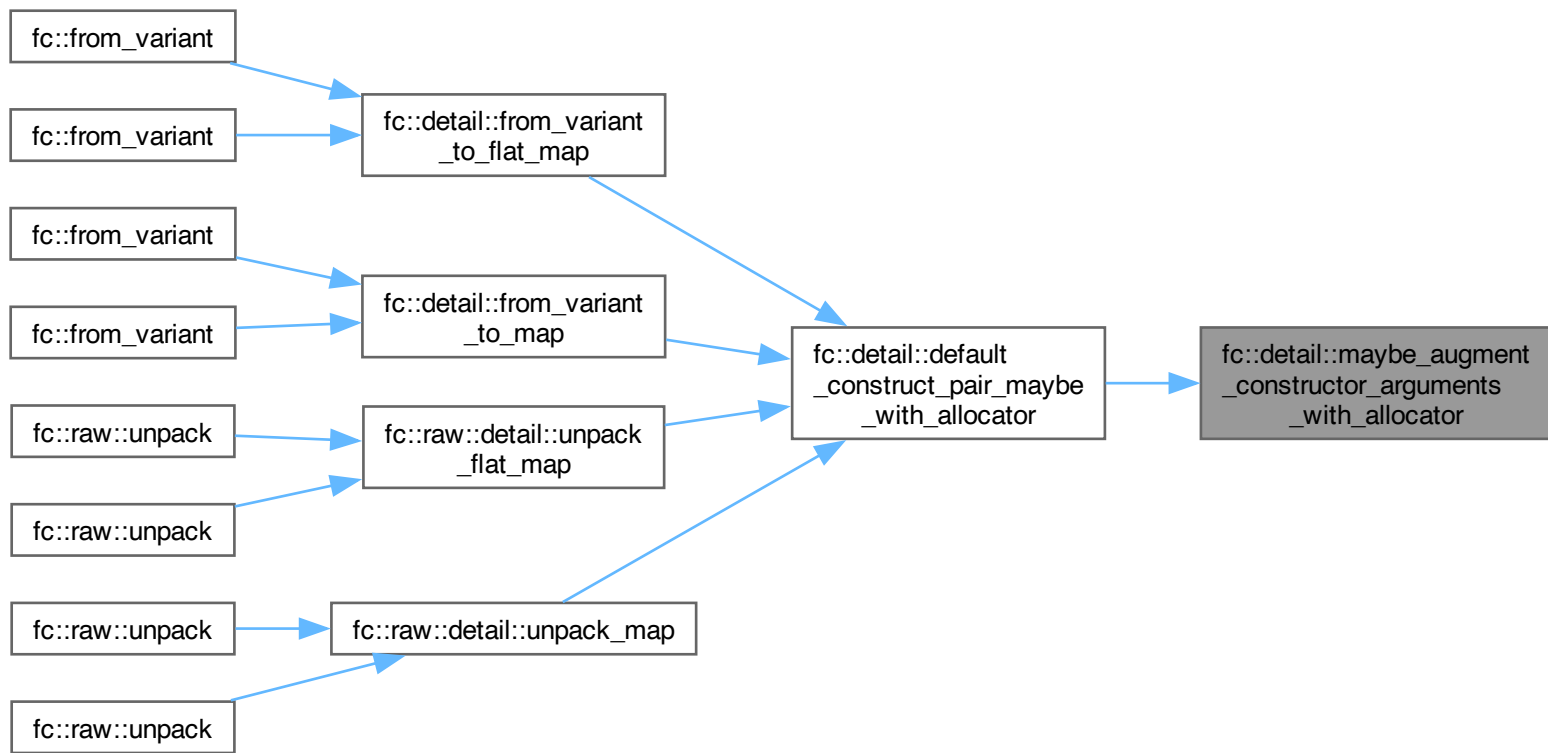 fc::from_variant
fc::from_variant
fc::detail::from_variant
_to_flat_map
fc::from_variant
fc::from_variant
fc::detail::from_variant
_to_map
fc::raw::unpack
fc::raw::unpack
fc::raw::detail::unpack
_flat_map
fc::raw::unpack
fc::raw::unpack
fc::raw::detail::unpack_map
fc::detail::default
_construct_pair_maybe
_with_allocator
fc::detail::maybe_augment
_constructor_arguments
_with_allocator